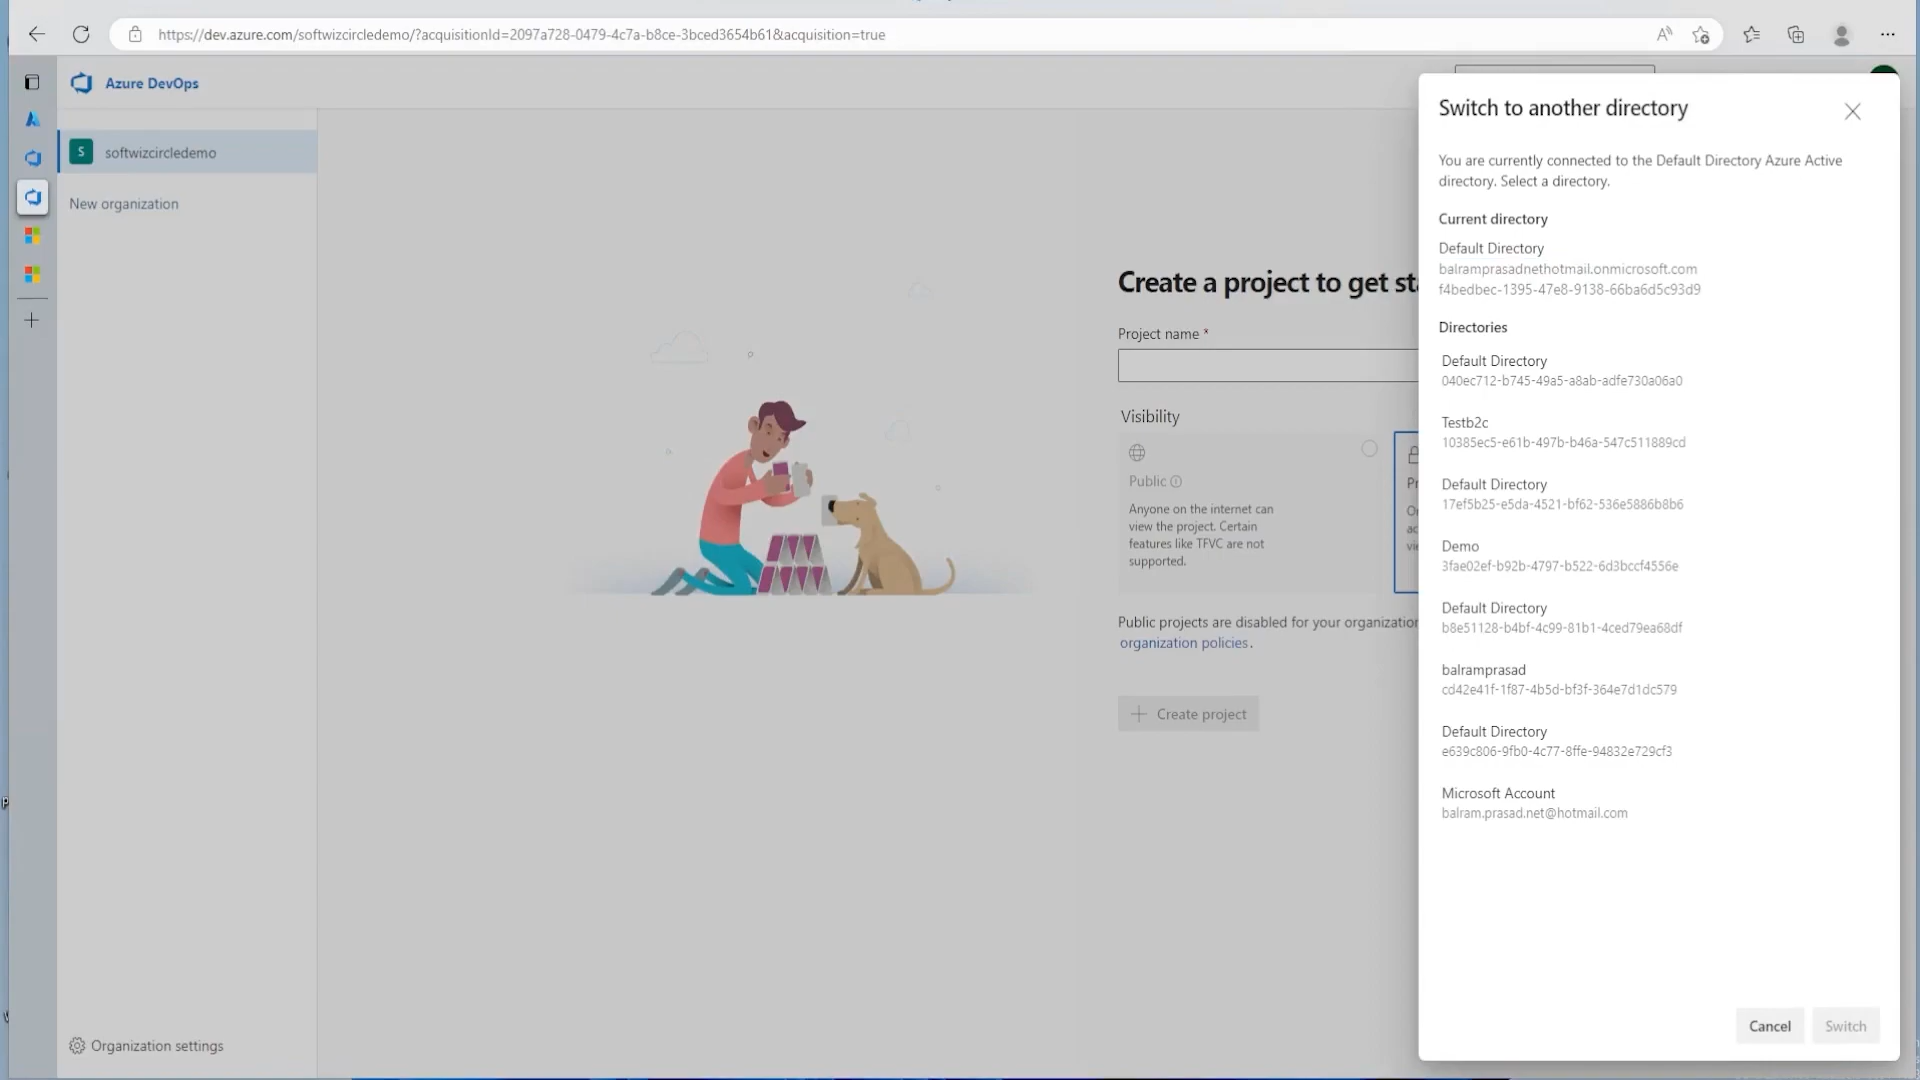 https://dev.azure.com/softwizcircledemo/?acquisitionId=2097a728-0479-4c7a-b8ce-3bced3654b61&acquisition=true
Azure DevOps
S softwizcircledemo
New organization
Create a project to get
Project name *
Visibility
Public
Anyone on the internet can
view the project. Certain
features like TFVC are not
supported.
Public projects are disabled for your
organization policies.
Create project
Organization settings
Switch to another directory
You are currently connected to the Default Directory Azure Active
directory. Select a directory.
Current directory
Default Directory
balramprasadnethotmail.onmicrosoft.com
f4bedbec-1395-47e8-9138-66ba6d5c93d9
Directories
Default Directory
040ec712-b745-49a5-a8ab-adfe730a06a0
Testb2c
10385ec5-e61b-497b-b46a-547c511889cd
Default Directory
17ef5b25-e5da-4521-bf62-536e5886b8b6
Demo
3fae02ef-b92b-4797-b522-6d3bccf4556e
Default Directory
b8e51128-b4bf-4c99-81b1-4ced79ea68df
balramprasad
cd42e41f-1f87-4b5d-bf3f-364e7d1dc579
Default Directory
e639c806-9fb0-4c77-8ffe-94832e729cf3
Microsoft Account
balram.prasad.net@hotmail.com
Cancel
Switch